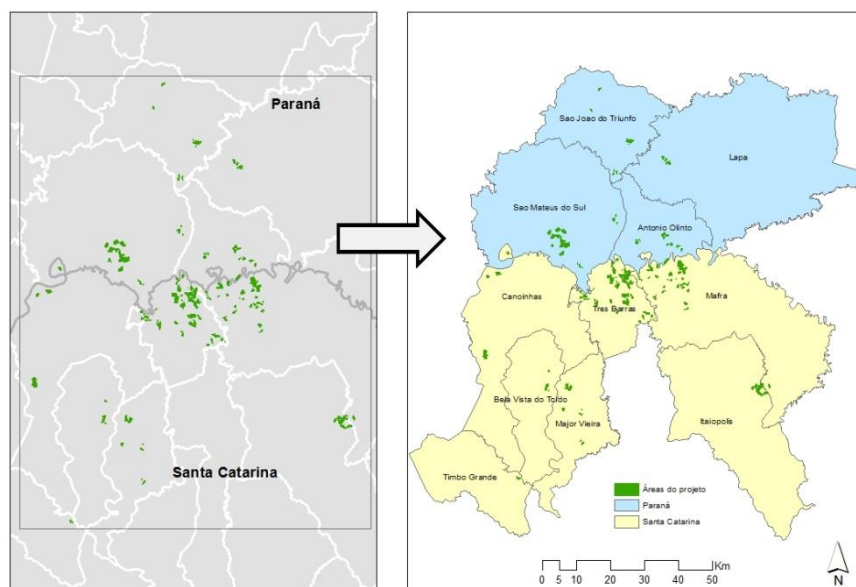 Paraná
Santa Catarina
Sao Joao do Triunfo
Lapa
Sao Mateus do Sul
Antonio Olinto
Canoinhas
Tres Barras
Mafra
Bela Vista do Toldo
Major Vieira
Itaiopolis
Timbo Grande
Áreas do projeto
Paraná
Santa Catarina
Km
0 5 10 20 30 40 50
N